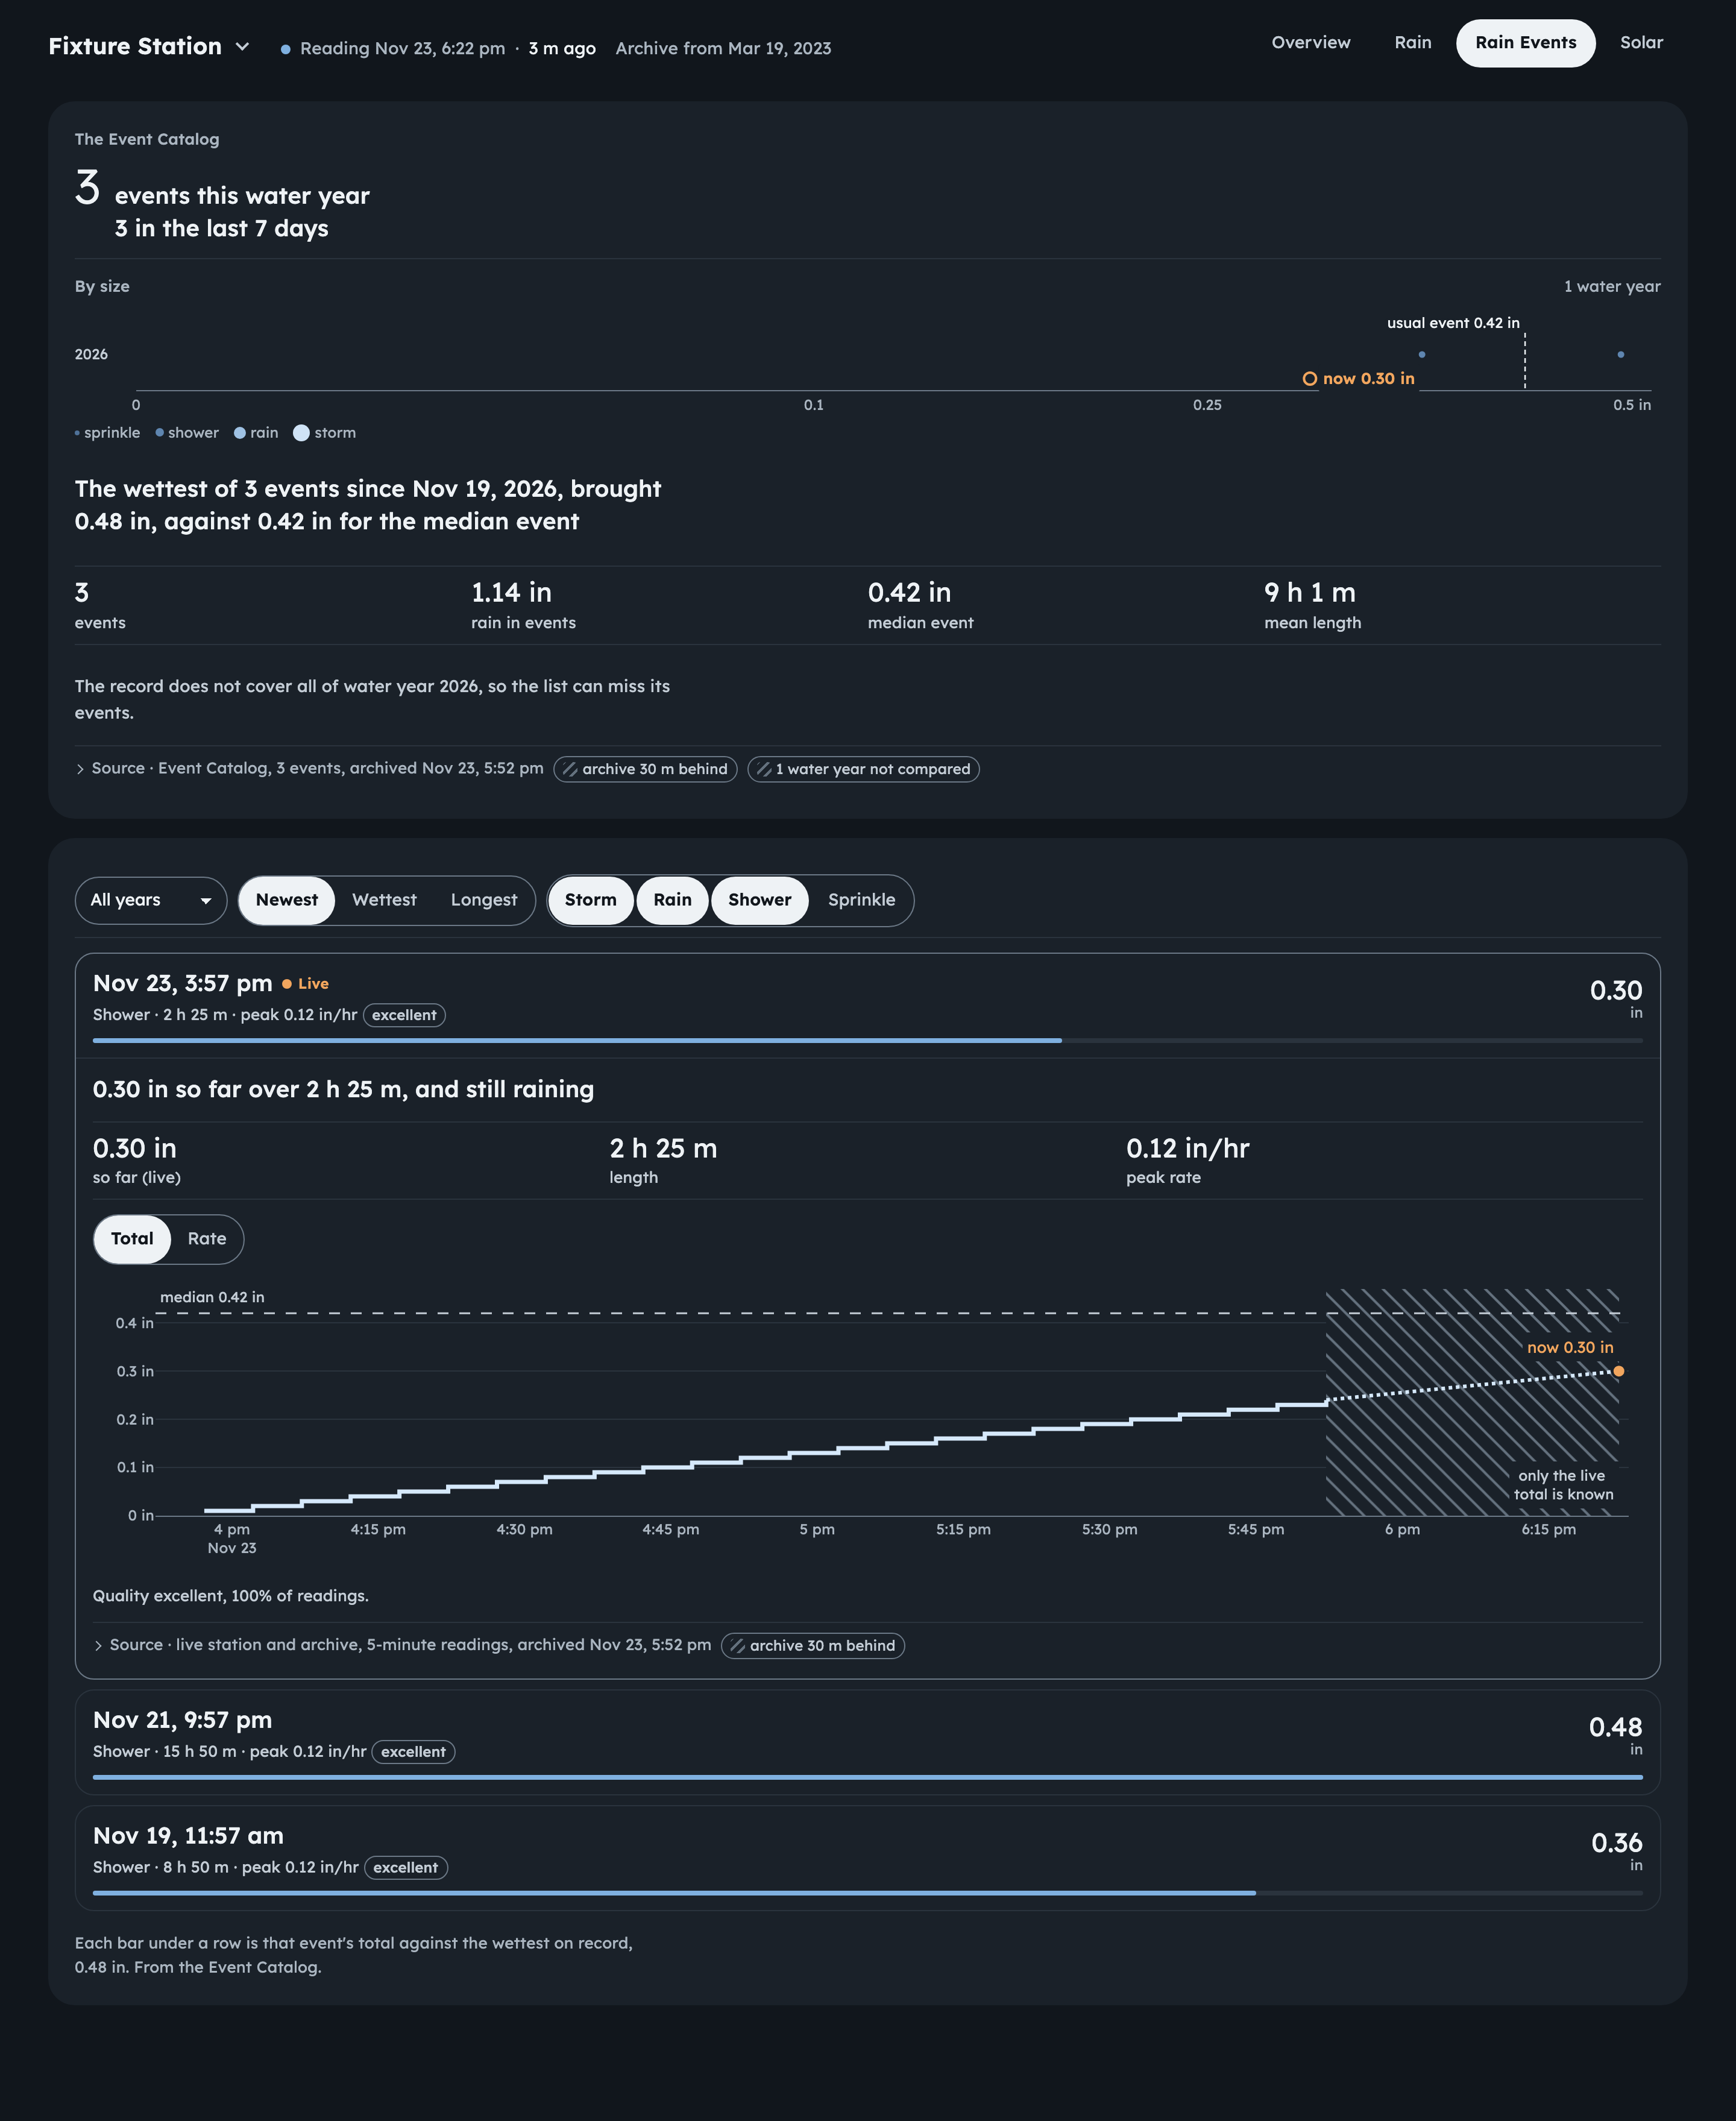 Fixture Station
Reading Nov 23, 6:22 pm · 3 m ago Archive from Mar 19, 2023
Overview Rain Rain Events Solar
The Event Catalog
3 events this water year
3 in the last 7 days
By size 1 water year
usual event 0.42 in
2026
now 0.30 in
0 0.1 0.25 0.5 in
sprinkle shower rain storm
The wettest of 3 events since Nov 19, 2026, brought
0.48 in, against 0.42 in for the median event
3 1.14 in 0.42 in 9 h 1 m
events rain in events median event mean length
The record does not cover all of water year 2026, so the list can miss its
events.
Source · Event Catalog, 3 events, archived Nov 23, 5:52 pm archive 30 m behind 1 water year not compared
All years Newest Wettest Longest Storm Rain Shower Sprinkle
Nov 23, 3:57 pm Live
0.30
Shower · 2 h 25 m · peak 0.12 in/hr excellent
in
0.30 in so far over 2 h 25 m, and still raining
0.30 in 2 h 25 m 0.12 in/hr
so far (live) length peak rate
Total Rate
median 0.42 in
0.4 in
now 0.30 in
0.3 in
0.2 in
0.1 in
only the live
total is known
0 in
4 pm 4:15 pm 4:30 pm 4:45 pm 5 pm 5:15 pm 5:30 pm 5:45 pm 6 pm 6:15 pm
Nov 23
Quality excellent, 100% of readings.
Source · live station and archive, 5-minute readings, archived Nov 23, 5:52 pm archive 30 m behind
Nov 21, 9:57 pm
0.48
Shower · 15 h 50 m · peak 0.12 in/hr excellent
in
Nov 19, 11:57 am
0.36
Shower · 8 h 50 m · peak 0.12 in/hr excellent
in
Each bar under a row is that event's total against the wettest on record,
0.48 in. From the Event Catalog.